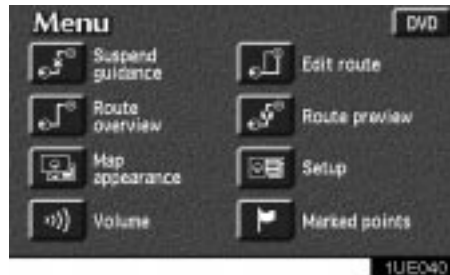 Menu
DVD
Suspend
guidance
Edit route
Route
overview
Route preview
Map
appearance
Setup
Volume
Marked points
1UE040